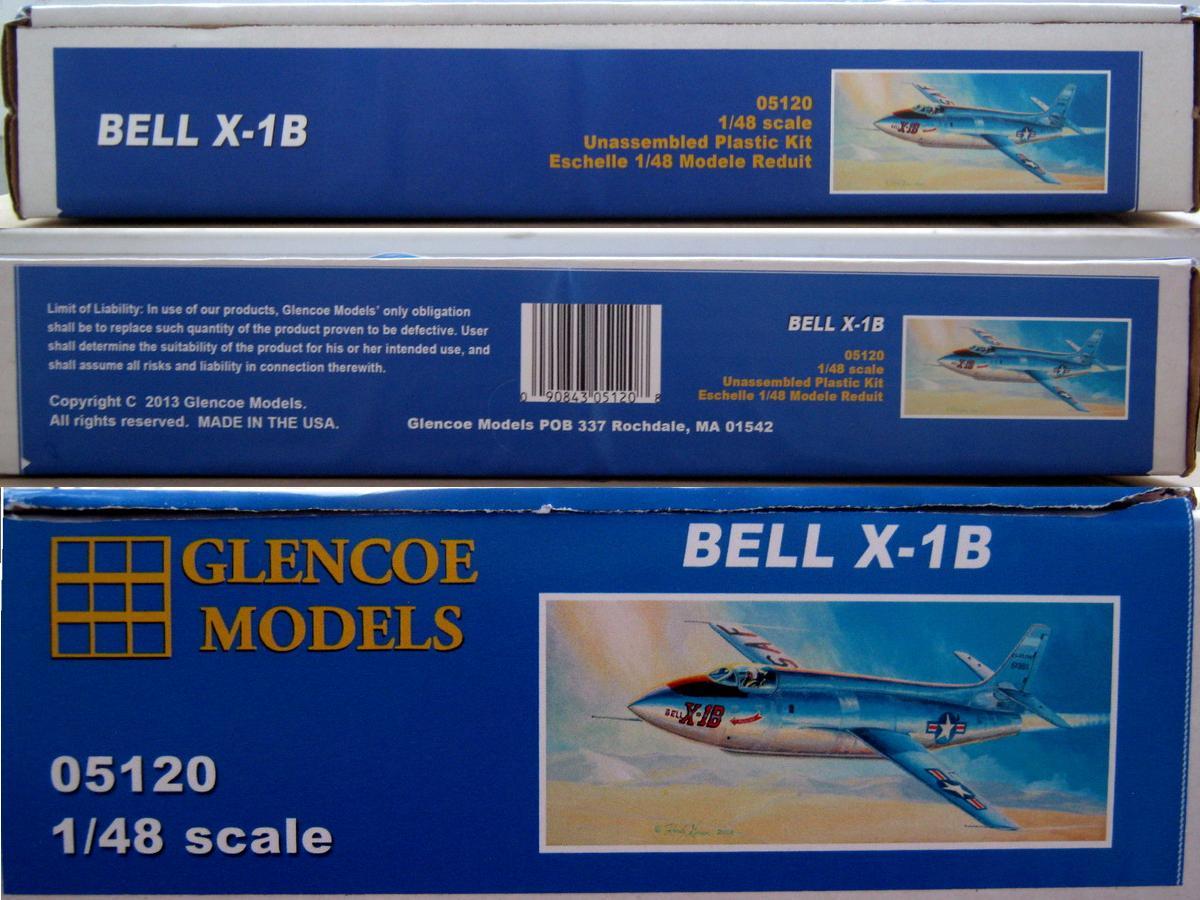 BELL X-1B
05120
1/48 scale
Unassembled Plastic Kit
Eschelle 1/48 Modele Reduit
X-1B
Limit of Liability: In use of our products, Glencoe Models' only obligation
shall be to replace such quantity of the product proven to be defective. User
shall determine the suitability of the product for his or her intended use, and
shall assume all risks and liability in connection therewith.
Copyright C 2013 Glencoe Models.
All rights reserved. MADE IN THE USA.
0 90843 05120 8
Glencoe Models POB 337 Rochdale, MA 01542
BELL X-1B
05120
1/48 scale
Unassembled Plastic Kit
Eschelle 1/48 Modele Reduit
X-1B
GLENCOE
MODELS
05120
1/48 scale
BELL X-1B
USAF
BELL X-1B